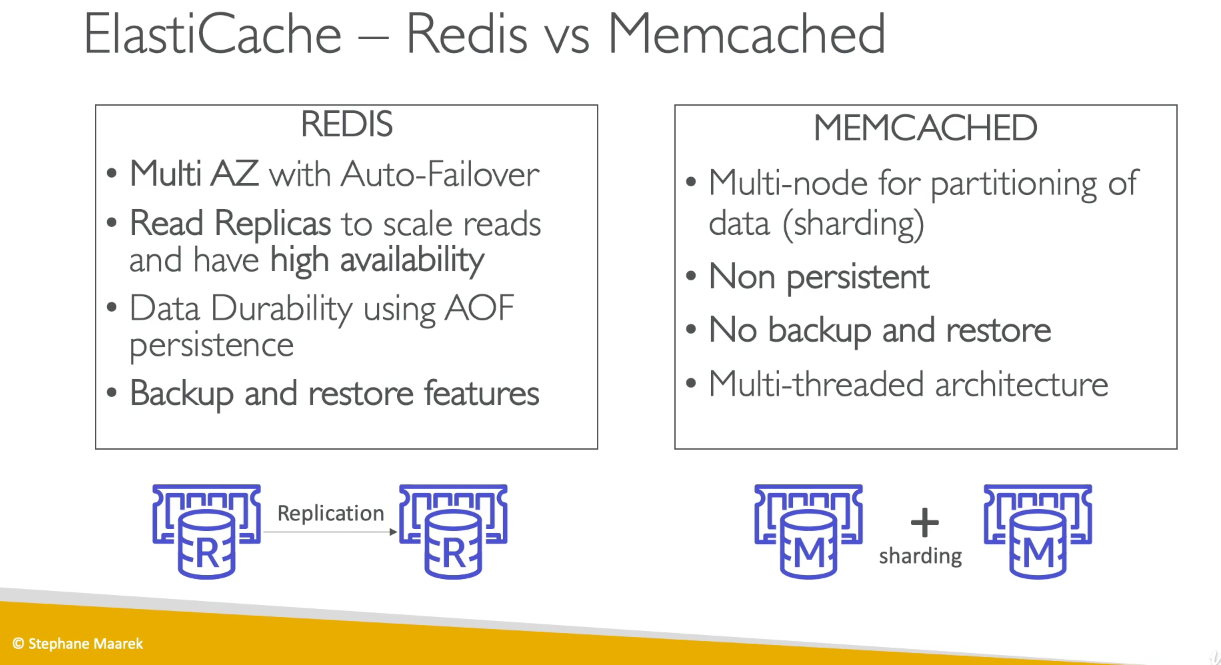 ElastiCache – Redis vs Memcached
REDIS
• Multi AZ with Auto-Failover
• Read Replicas to scale reads
and have high availability
• Data Durability using AOF
persistence
• Backup and restore features
MEMCACHED
• Multi-node for partitioning of
data (sharding)
• Non persistent
• No backup and restore
• Multi-threaded architecture
R
Replication
R
M
+
sharding
M
© Stephane Maarek